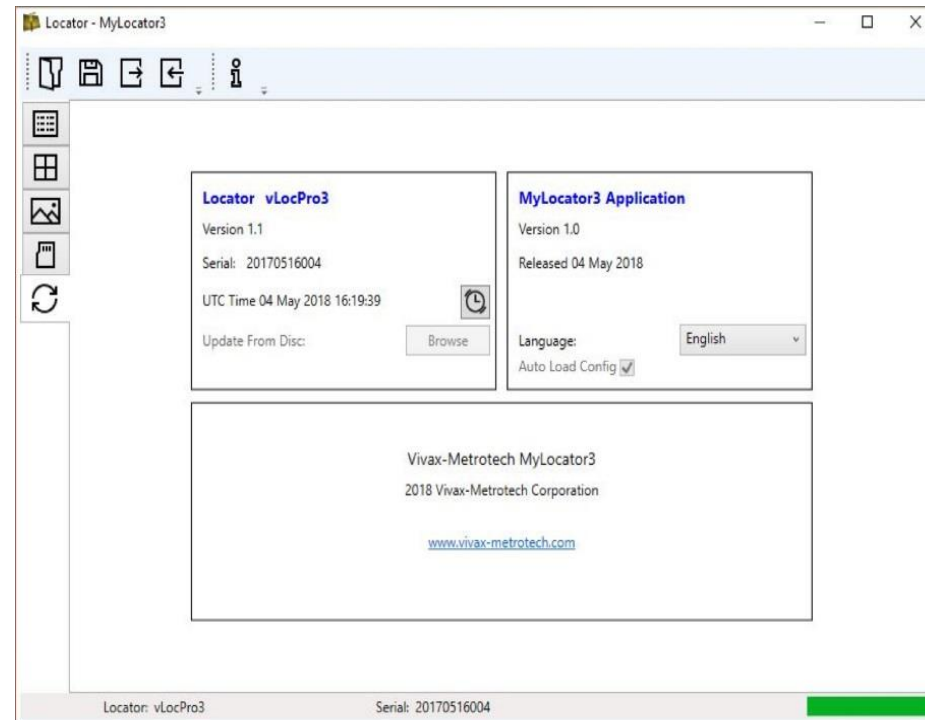 Locator - MyLocator3
Locator vLocPro3
Version 1.1
Serial: 20170516004
UTC Time 04 May 2018 16:19:39
Update From Disc: Browse
MyLocator3 Application
Version 1.0
Released 04 May 2018
Language: English
Auto Load Config
Vivax-Metrotech MyLocator3
2018 Vivax-Metrotech Corporation
www.vivax-metrotech.com
Locator: vLocPro3 Serial: 20170516004